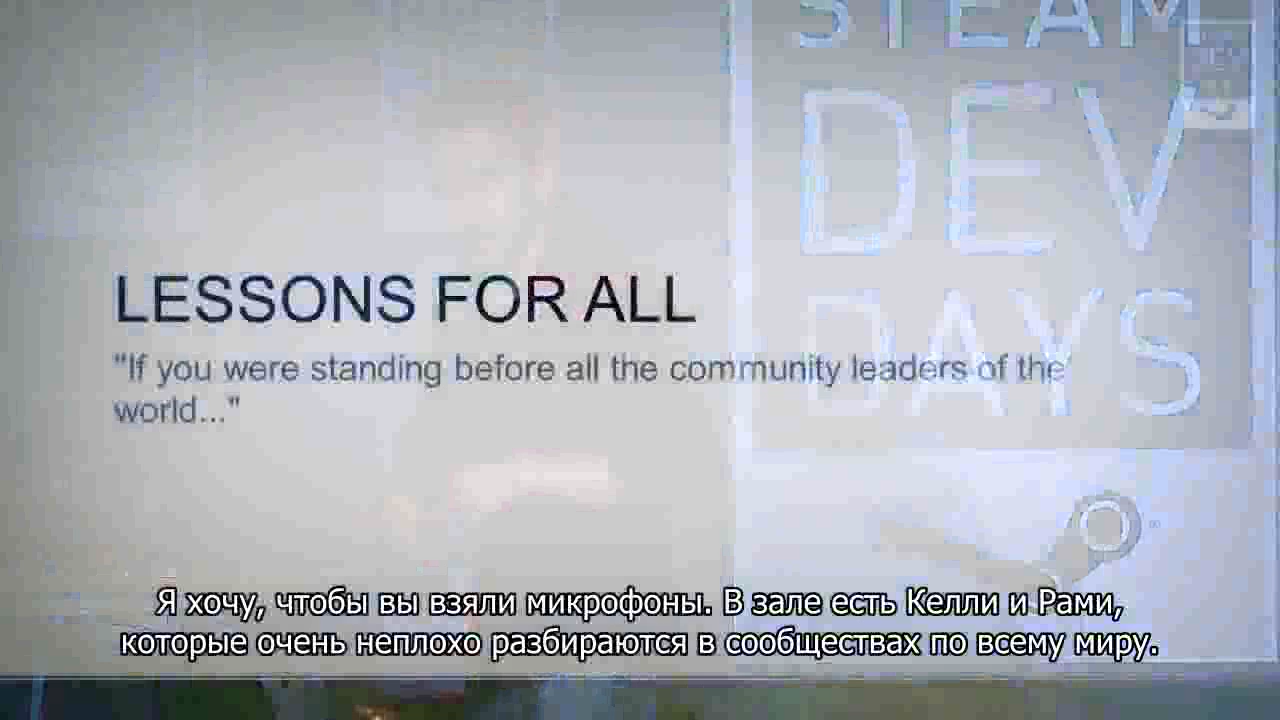 STEAM
DEV
DAYS
LESSONS FOR ALL
"If you were standing before all the community leaders of the
world..."
Я хочу, чтобы вы взяли микрофоны. В зале есть Келли и Рами,
которые очень неплохо разбираются в сообществах по всему миру.